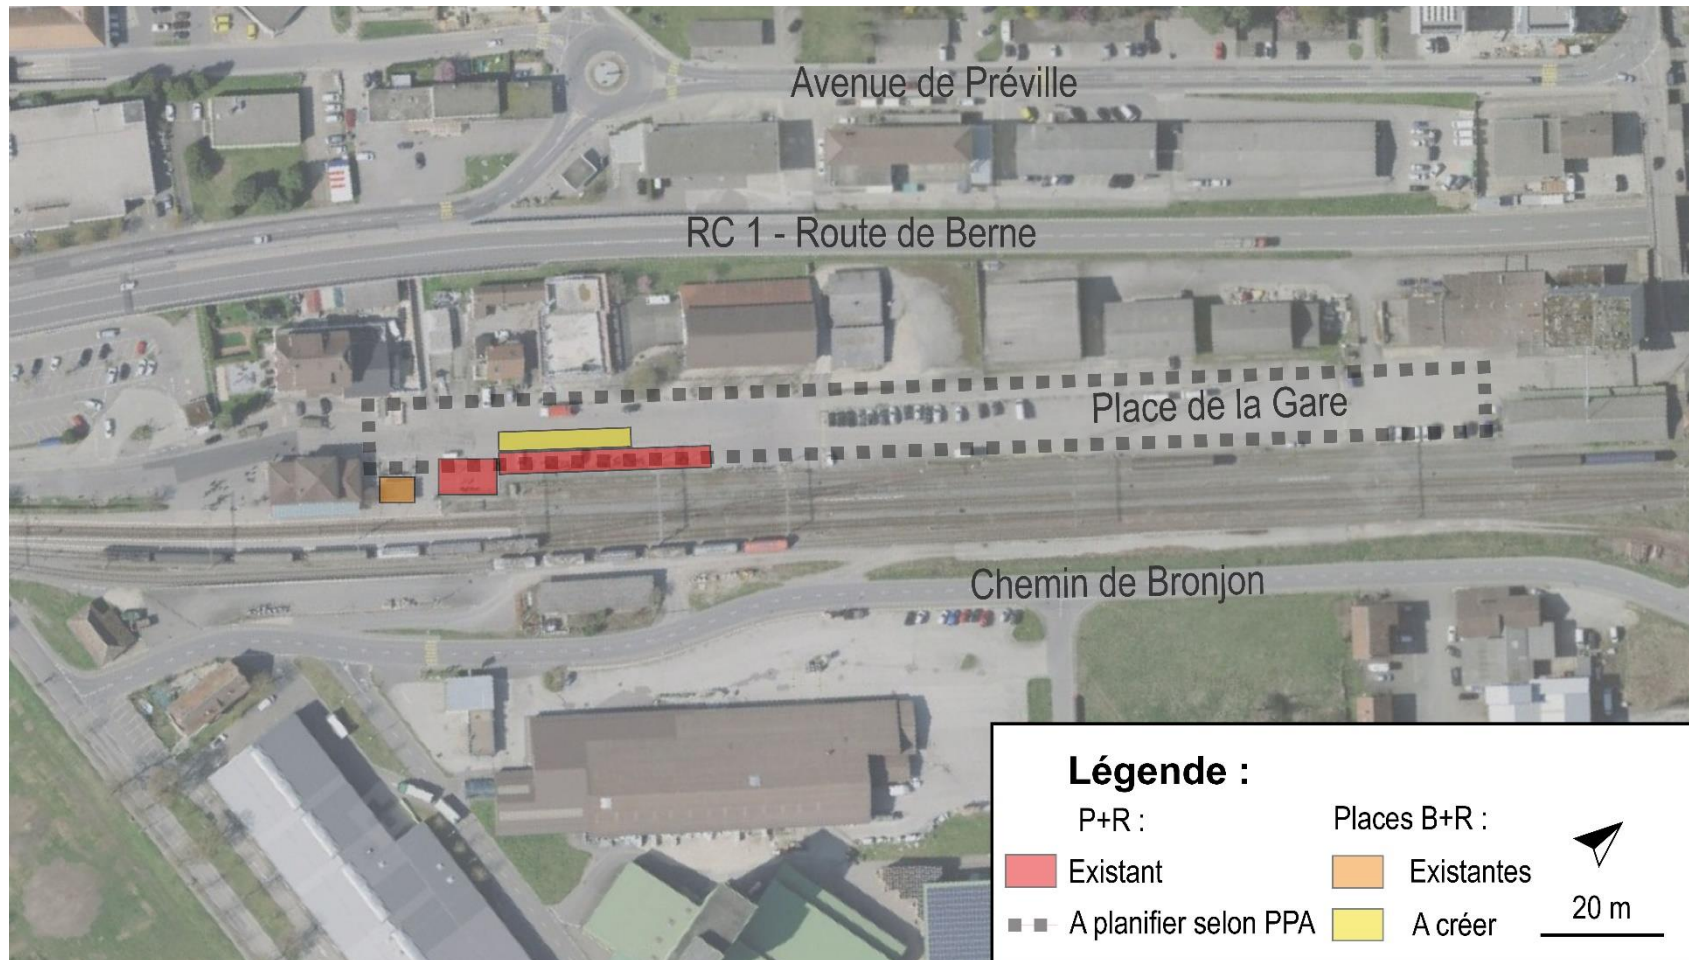 Avenue de Préville
RC 1 - Route de Berne
Place de la Gare
Chemin de Bronjon
Légende :
P+R :
Places B+R :
Existant
Existantes
A planifier selon PPA
A créer
20 m